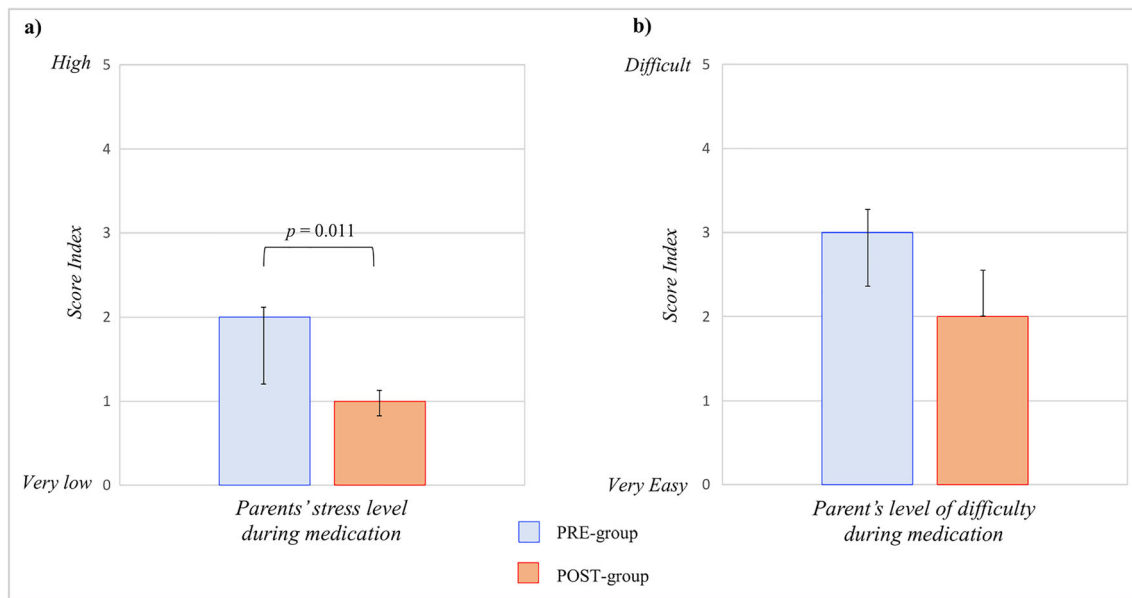 a)
High
5
4
3
2
1
0
Very low
Score Index
p = 0.011
Parents’ stress level
during medication
b)
Difficult
5
4
3
2
1
0
Very Easy
Score Index
Parent’s level of difficulty
during medication
PRE-group
POST-group